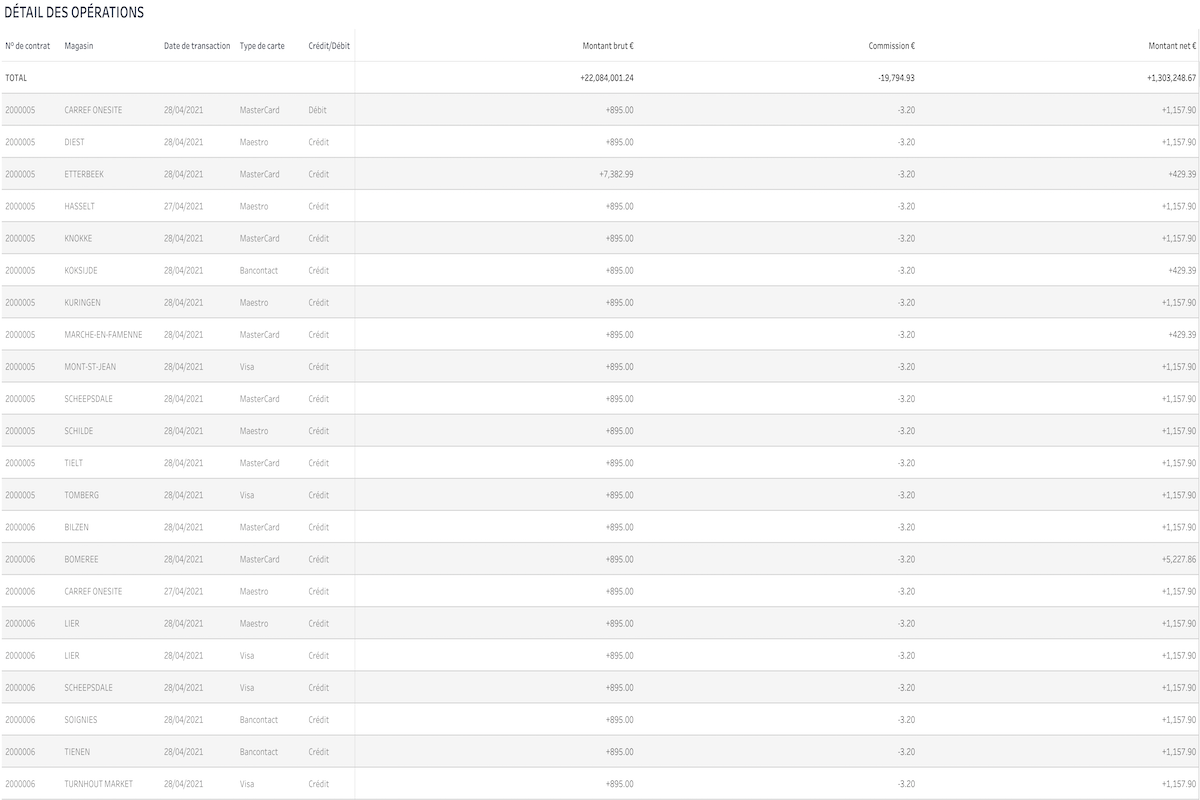 DÉTAIL DES OPÉRATIONS
N° de contrat Magasin Date de transaction Type de carte Crédit/Débit Montant brut € Commission € Montant net €
TOTAL +22,084,001.24 -19,794.93 +1,303,248.67
2000005 CARREF ONESITE 28/04/2021 MasterCard Débit +895.00 -3.20 +1,157.90
2000005 DIEST 28/04/2021 Maestro Crédit +895.00 -3.20 +1,157.90
2000005 ETTERBEEK 28/04/2021 MasterCard Crédit +7,382.99 -3.20 +429.39
2000005 HASSELT 27/04/2021 Maestro Crédit +895.00 -3.20 +1,157.90
2000005 KNOKKE 28/04/2021 MasterCard Crédit +895.00 -3.20 +1,157.90
2000005 KOKSIJDE 28/04/2021 Bancontact Crédit +895.00 -3.20 +429.39
2000005 KURINGEN 28/04/2021 Maestro Crédit +895.00 -3.20 +1,157.90
2000005 MARCHE-EN-FAMENNE 28/04/2021 MasterCard Crédit +895.00 -3.20 +429.39
2000005 MONT-ST-JEAN 28/04/2021 Visa Crédit +895.00 -3.20 +1,157.90
2000005 SCHEEPSDALE 28/04/2021 MasterCard Crédit +895.00 -3.20 +1,157.90
2000005 SCHILDE 28/04/2021 Maestro Crédit +895.00 -3.20 +1,157.90
2000005 TIELT 28/04/2021 MasterCard Crédit +895.00 -3.20 +1,157.90
2000005 TOMBERG 28/04/2021 Visa Crédit +895.00 -3.20 +1,157.90
2000006 BILZEN 28/04/2021 MasterCard Crédit +895.00 -3.20 +1,157.90
2000006 BOMEREE 28/04/2021 MasterCard Crédit +895.00 -3.20 +5,227.86
2000006 CARREF ONESITE 27/04/2021 Maestro Crédit +895.00 -3.20 +1,157.90
2000006 LIER 28/04/2021 Maestro Crédit +895.00 -3.20 +1,157.90
2000006 LIER 28/04/2021 Visa Crédit +895.00 -3.20 +1,157.90
2000006 SCHEEPSDALE 28/04/2021 Visa Crédit +895.00 -3.20 +1,157.90
2000006 SOIGNIES 28/04/2021 Bancontact Crédit +895.00 -3.20 +1,157.90
2000006 TIENEN 28/04/2021 Bancontact Crédit +895.00 -3.20 +1,157.90
2000006 TURNHOUT MARKET 28/04/2021 Visa Crédit +895.00 -3.20 +1,157.90